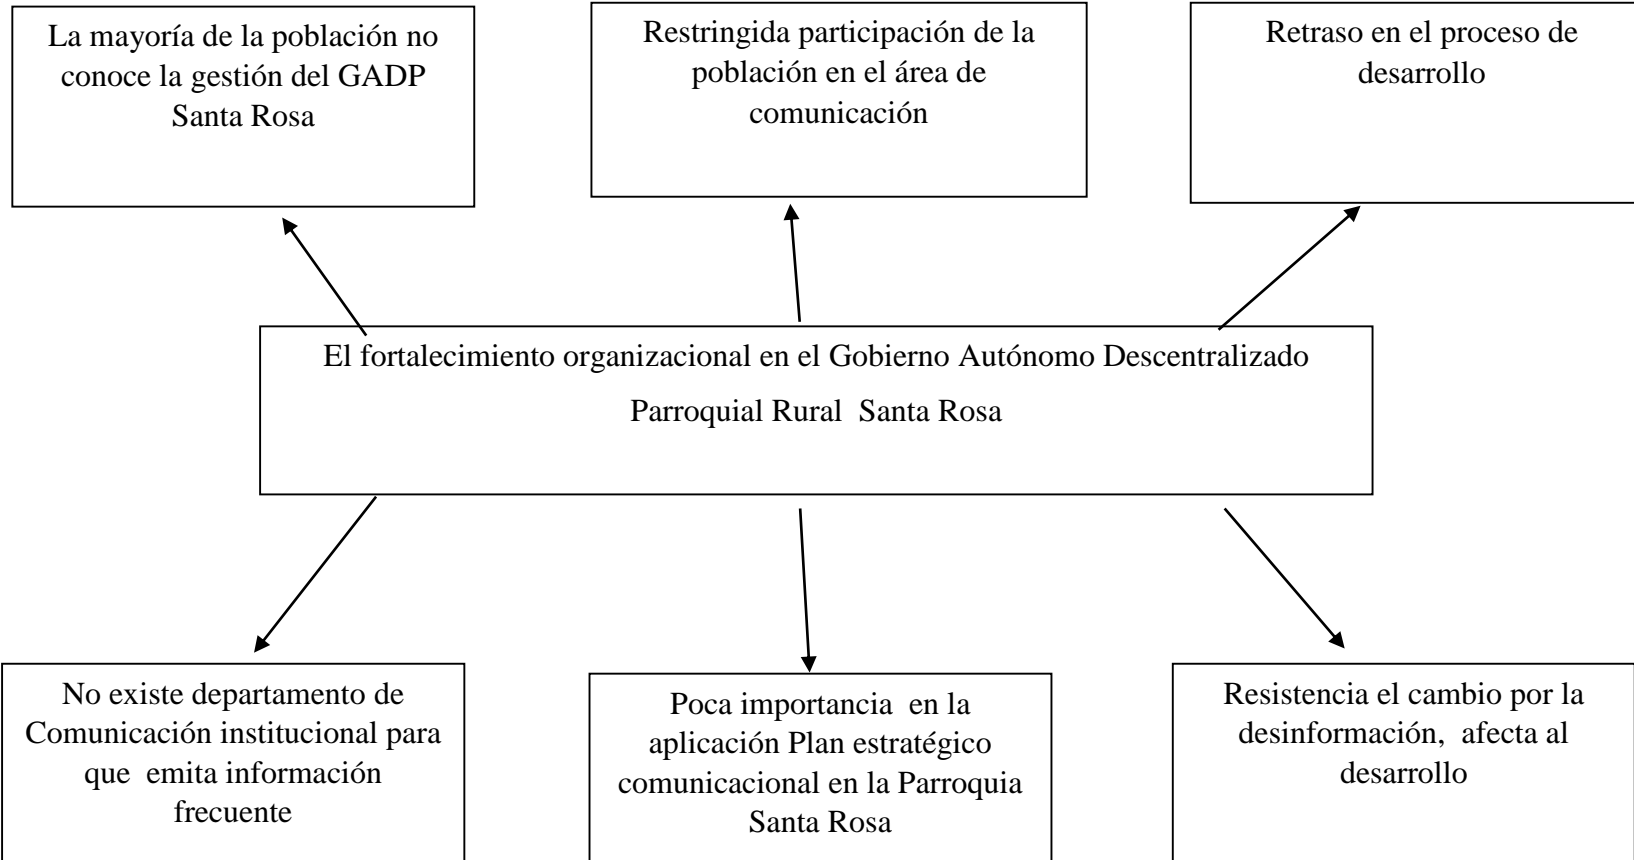 La mayoría de la población no
conoce la gestión del GADP
Santa Rosa
Restringida participación de la
población en el área de
comunicación
Retraso en el proceso de
desarrollo
El fortalecimiento organizacional en el Gobierno Autónomo Descentralizado
Parroquial Rural  Santa Rosa
No existe departamento de
Comunicación institucional para
que  emita información
frecuente
Poca importancia  en la
aplicación Plan estratégico
comunicacional en la Parroquia
Santa Rosa
Resistencia el cambio por la
desinformación,  afecta al
desarrollo